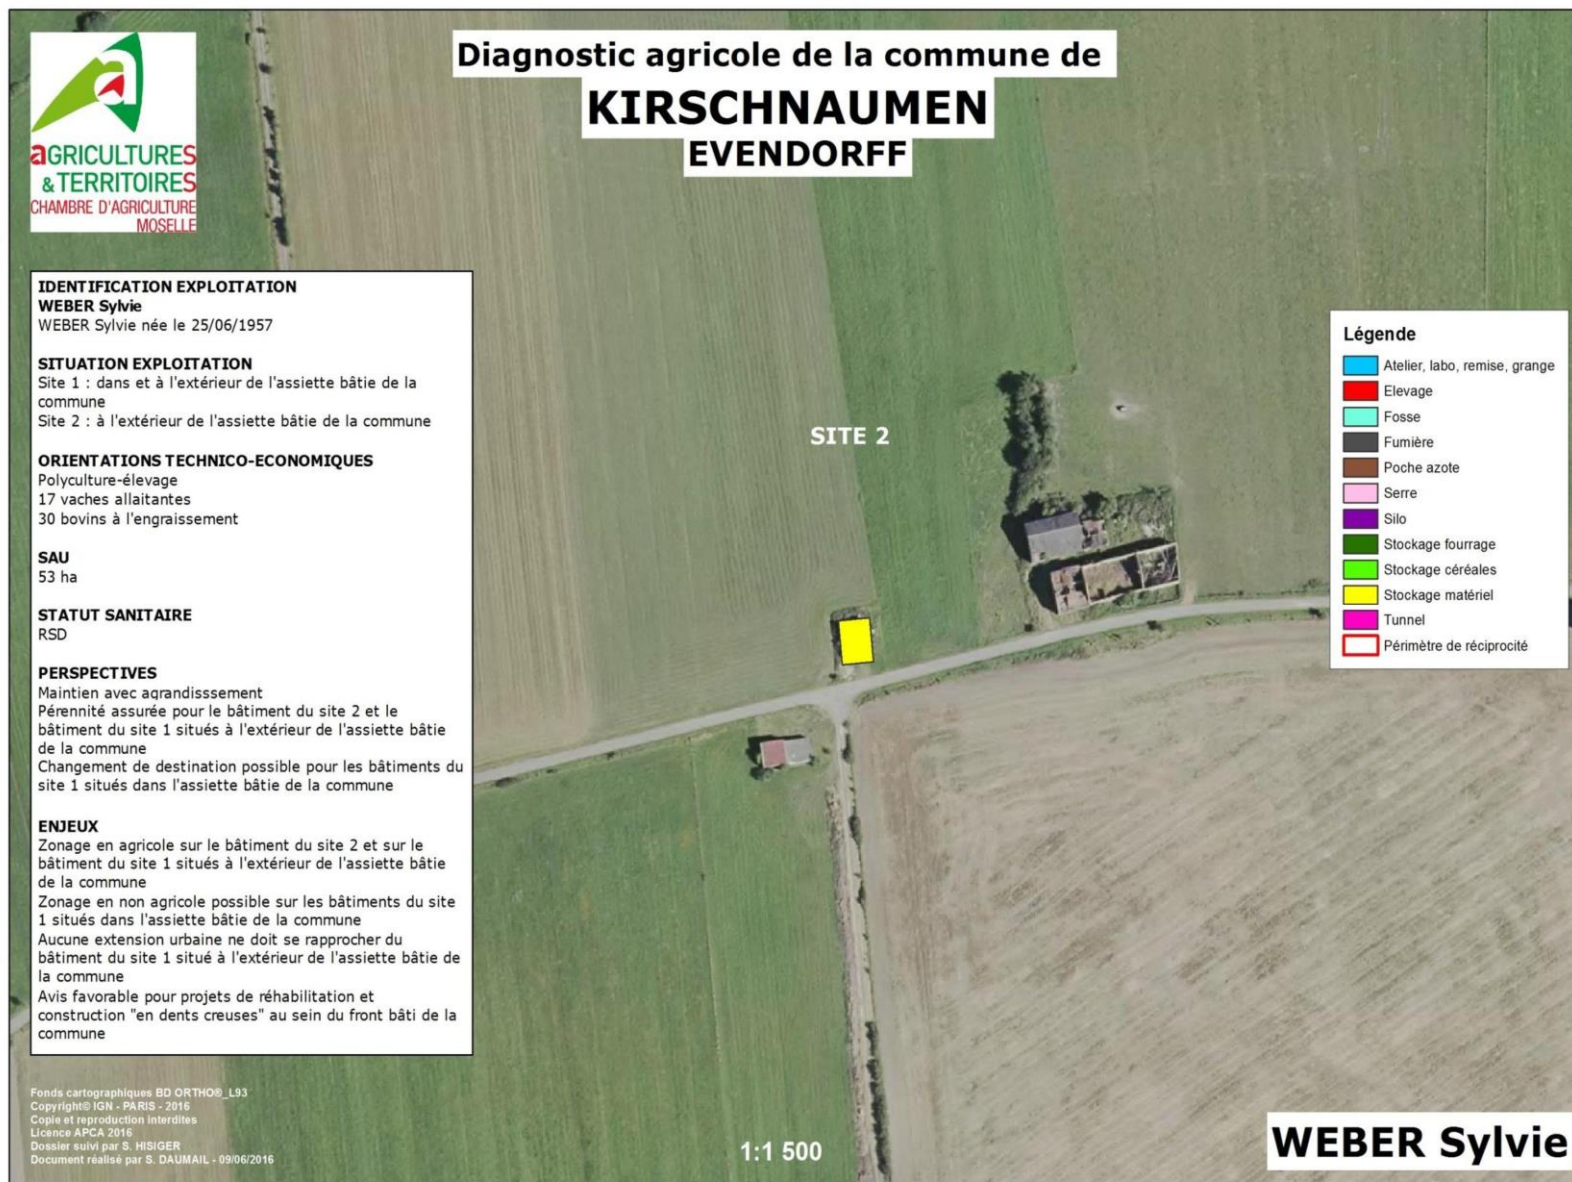 Diagnostic agricole de la commune de
KIRSCHNAUMEN
EVENDORFF
aGRICULTURES
& TERRITOIRES
CHAMBRE D'AGRICULTURE
MOSELLE
IDENTIFICATION EXPLOITATION
WEBER Sylvie
WEBER Sylvie née le 25/06/1957
SITUATION EXPLOITATION
Site 1 : dans et à l'extérieur de l'assiette bâtie de la
commune
Site 2 : à l'extérieur de l'assiette bâtie de la commune
ORIENTATIONS TECHNICO-ECONOMIQUES
Polyculture-élevage
17 vaches allaitantes
30 bovins à l'engraissement
SAU
53 ha
STATUT SANITAIRE
RSD
PERSPECTIVES
Maintien avec agrandisssement
Pérennité assurée pour le bâtiment du site 2 et le
bâtiment du site 1 situés à l'extérieur de l'assiette bâtie
de la commune
Changement de destination possible pour les bâtiments du
site 1 situés dans l'assiette bâtie de la commune
ENJEUX
Zonage en agricole sur le bâtiment du site 2 et sur le
bâtiment du site 1 situés à l'extérieur de l'assiette bâtie
de la commune
Zonage en non agricole possible sur les bâtiments du site
1 situés dans l'assiette bâtie de la commune
Aucune extension urbaine ne doit se rapprocher du
bâtiment du site 1 situé à l'extérieur de l'assiette bâtie de
la commune
Avis favorable pour projets de réhabilitation et
construction "en dents creuses" au sein du front bâti de la
commune
SITE 2
Légende
Atelier, labo, remise, grange
Elevage
Fosse
Fumière
Poche azote
Serre
Silo
Stockage fourrage
Stockage céréales
Stockage matériel
Tunnel
Périmètre de réciprocité
Fonds cartographiques BD ORTHO®_L93
Copyright© IGN - PARIS - 2016
Copie et reproduction interdites
Licence APCA 2016
Dossier suivi par S. HISIGER
Document réalisé par S. DAUMAIL - 09/06/2016
1:1 500
WEBER Sylvie